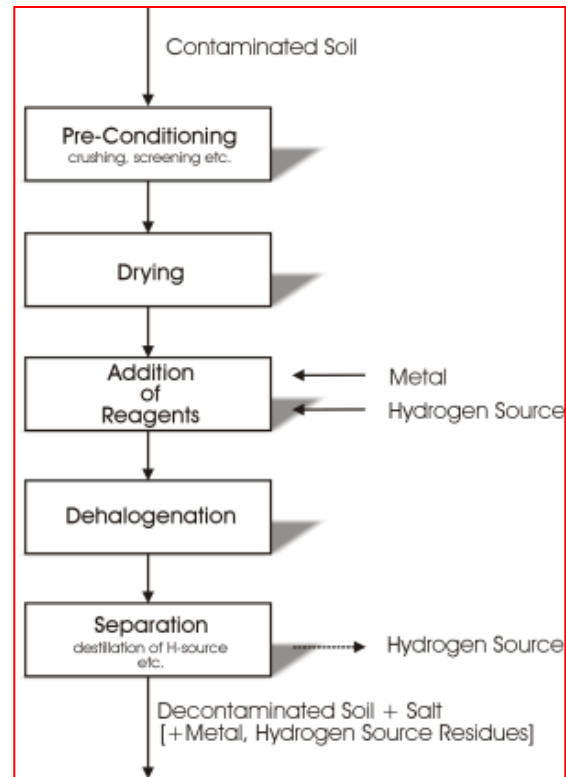 Contaminated Soil
Pre-Conditioning
crushing, screening etc.
Drying
Addition
of
Reagents
Metal
Hydrogen Source
Dehalogenation
Separation
destillation of H-source
etc.
Hydrogen Source
Decontaminated Soil + Salt
[+Metal, Hydrogen Source Residues]